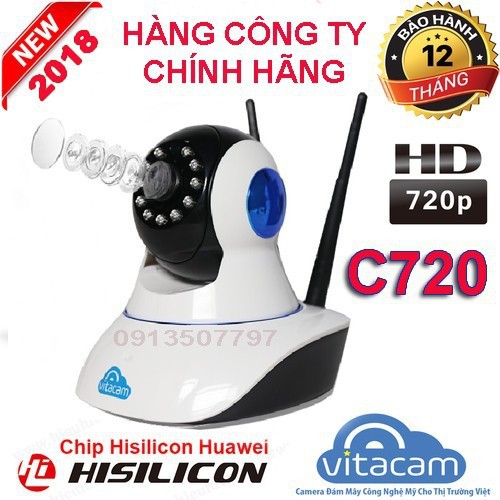 NEW
2018
HÀNG CÔNG TY
CHÍNH HÃNG
BẢO HÀNH
12
THÁNG
HD
720p
C720
0913507797
vitacam
Chip Hisilicon Huawei
HISILICON
vitacam
Camera Đám Mây Công Nghệ Mỹ Cho Thị Trường Việt